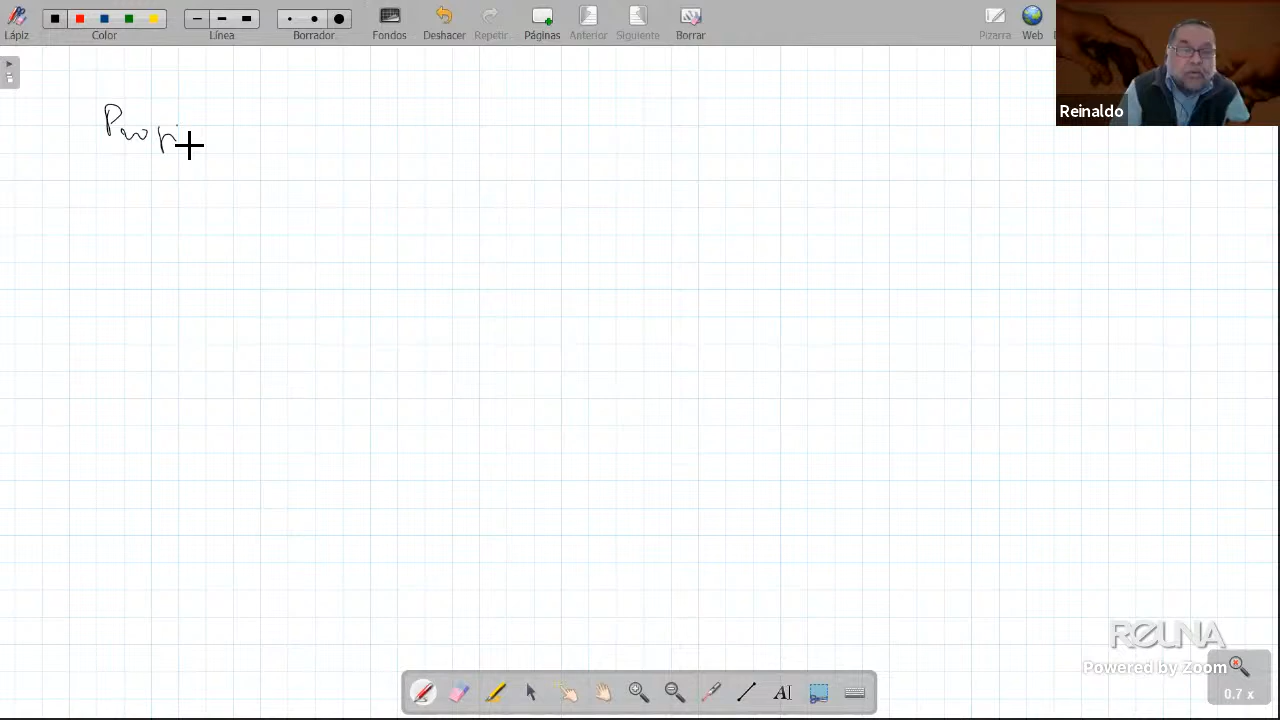 Lápiz Color Línea Borrador Fondos Deshacer Repetir Páginas Anterior Siguiente Borrar Pizarra Web
Reinaldo
Propi
A
REUNA
Powered by Zoom
0.7 x